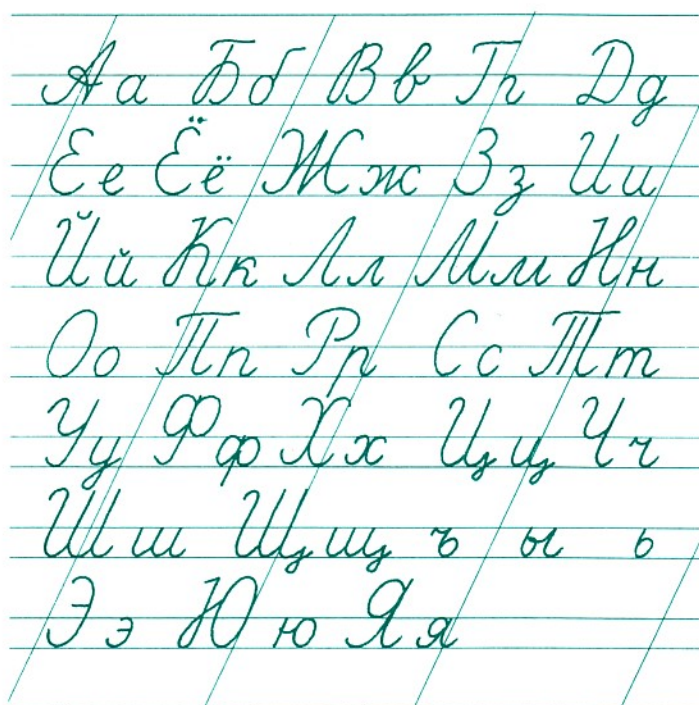 Аа Бб Вв Гг Дд
Ее Ёё Жж Зз Ии
Йй Кк Лл Мм Нн
Оо Пп Рр Сс Тт
Уу Фф Хх Цц Чч
Шш Щщ ъ ы ь
Ээ Юю Яя